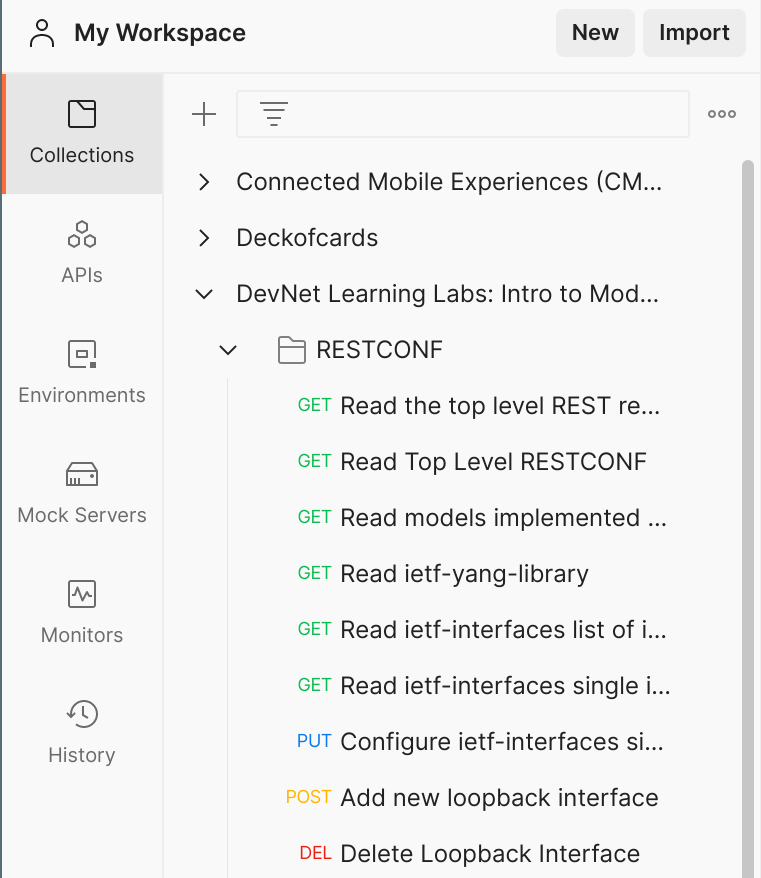 My Workspace
New
Import
Collections
APIs
Environments
Mock Servers
Monitors
History
Connected Mobile Experiences (CM...
Deckofcards
DevNet Learning Labs: Intro to Mod...
RESTCONF
GET Read the top level REST re...
GET Read Top Level RESTCONF
GET Read models implemented ...
GET Read ietf-yang-library
GET Read ietf-interfaces list of i...
GET Read ietf-interfaces single i...
PUT Configure ietf-interfaces si...
POST Add new loopback interface
DEL Delete Loopback Interface